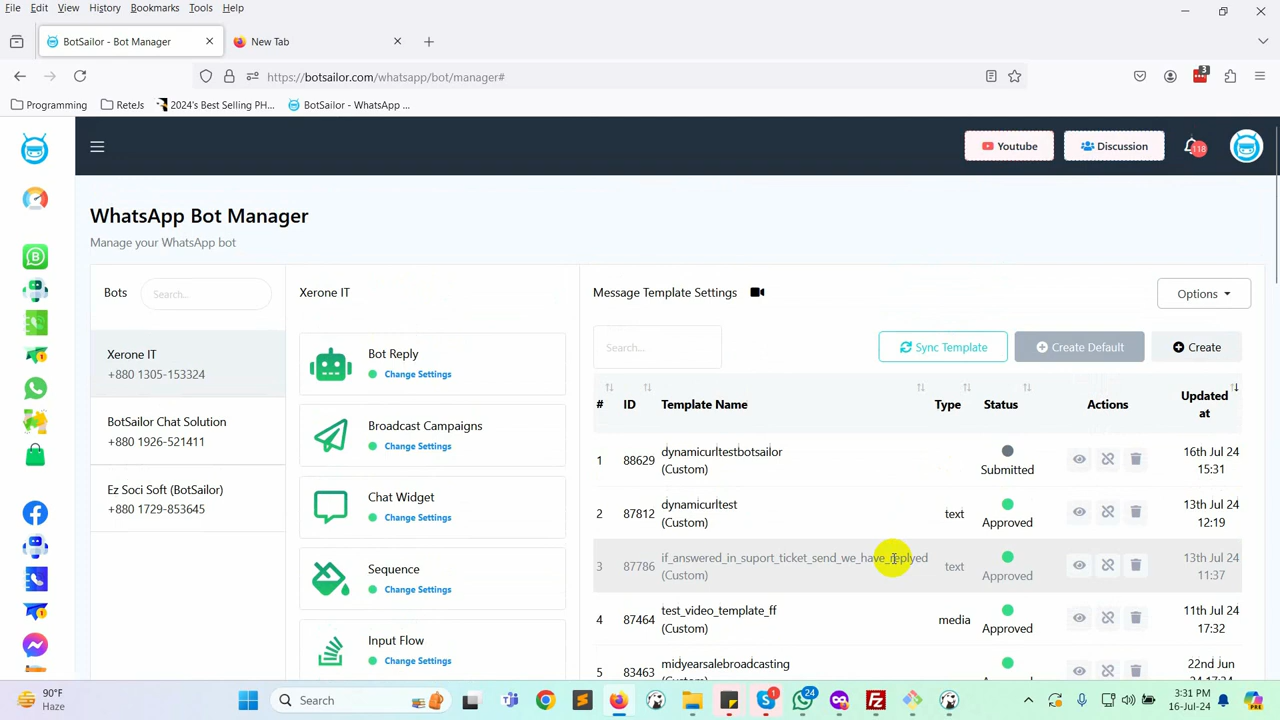 File Edit View History Bookmarks Tools Help
BotSailor - Bot Manager
New Tab
https://botsailor.com/whatsapp/bot/manager#
3
Programming
ReteJs
2024's Best Selling PH...
BotSailor - WhatsApp ...
Youtube
Discussion
118
WhatsApp Bot Manager
Manage your WhatsApp bot
Bots
Search...
Xerone IT
+880 1305-153324
BotSailor Chat Solution
+880 1926-521411
Ez Soci Soft (BotSailor)
+880 1729-853645
Xerone IT
Bot Reply
Change Settings
Broadcast Campaigns
Change Settings
Chat Widget
Change Settings
Sequence
Change Settings
Input Flow
Change Settings
Message Template Settings
Options
Search...
Sync Template
Create Default
Create
# ID Template Name Type Status Actions Updated at
1 88629 dynamicurltestbotsailor (Custom) Submitted 16th Jul 24 15:31
2 87812 dynamicurltest (Custom) text Approved 13th Jul 24 12:19
3 87786 if_answered_in_suport_ticket_send_we_have_replyed (Custom) text Approved 13th Jul 24 11:37
4 87464 test_video_template_ff (Custom) media Approved 11th Jul 24 17:32
5 83463 midyearsalebroadcasting 22nd Jun
90°F
Haze
Search
1
24
3:31 PM
16-Jul-24